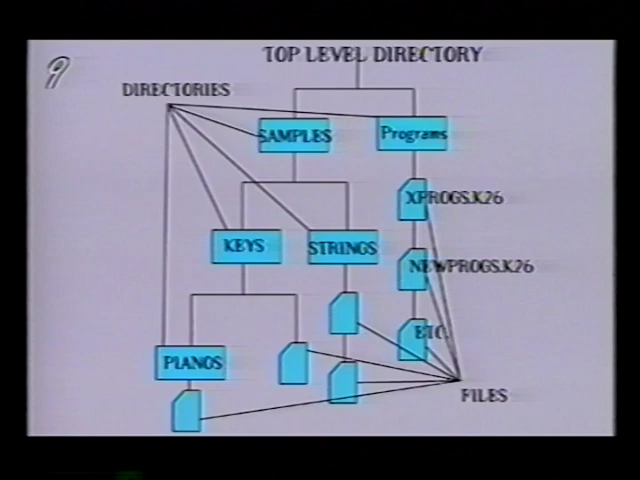 9
TOP LEVEL DIRECTORY
DIRECTORIES
SAMPLES
Programs
XPROGS.K26
KEYS
STRINGS
NEWPROGS.K26
ETC.
PIANOS
FILES